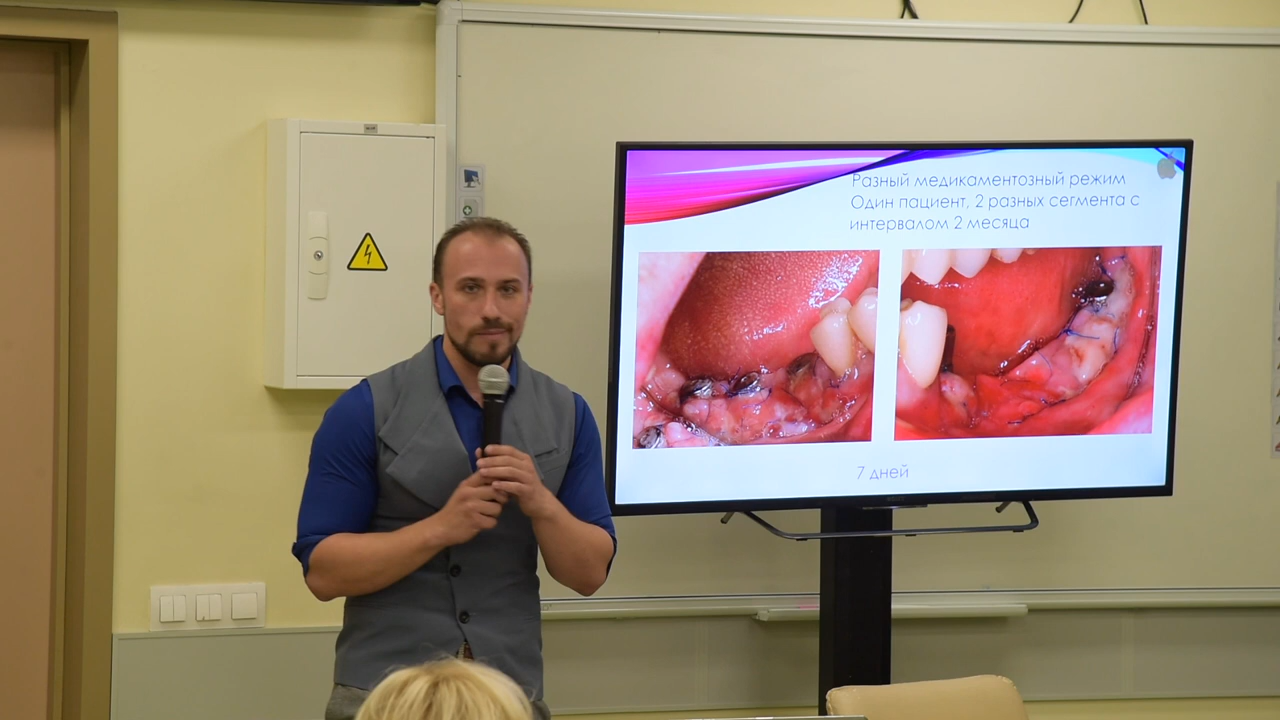 Разный медикаментозный режим
Один пациент, 2 разных сегмента с
интервалом 2 месяца
7 дней